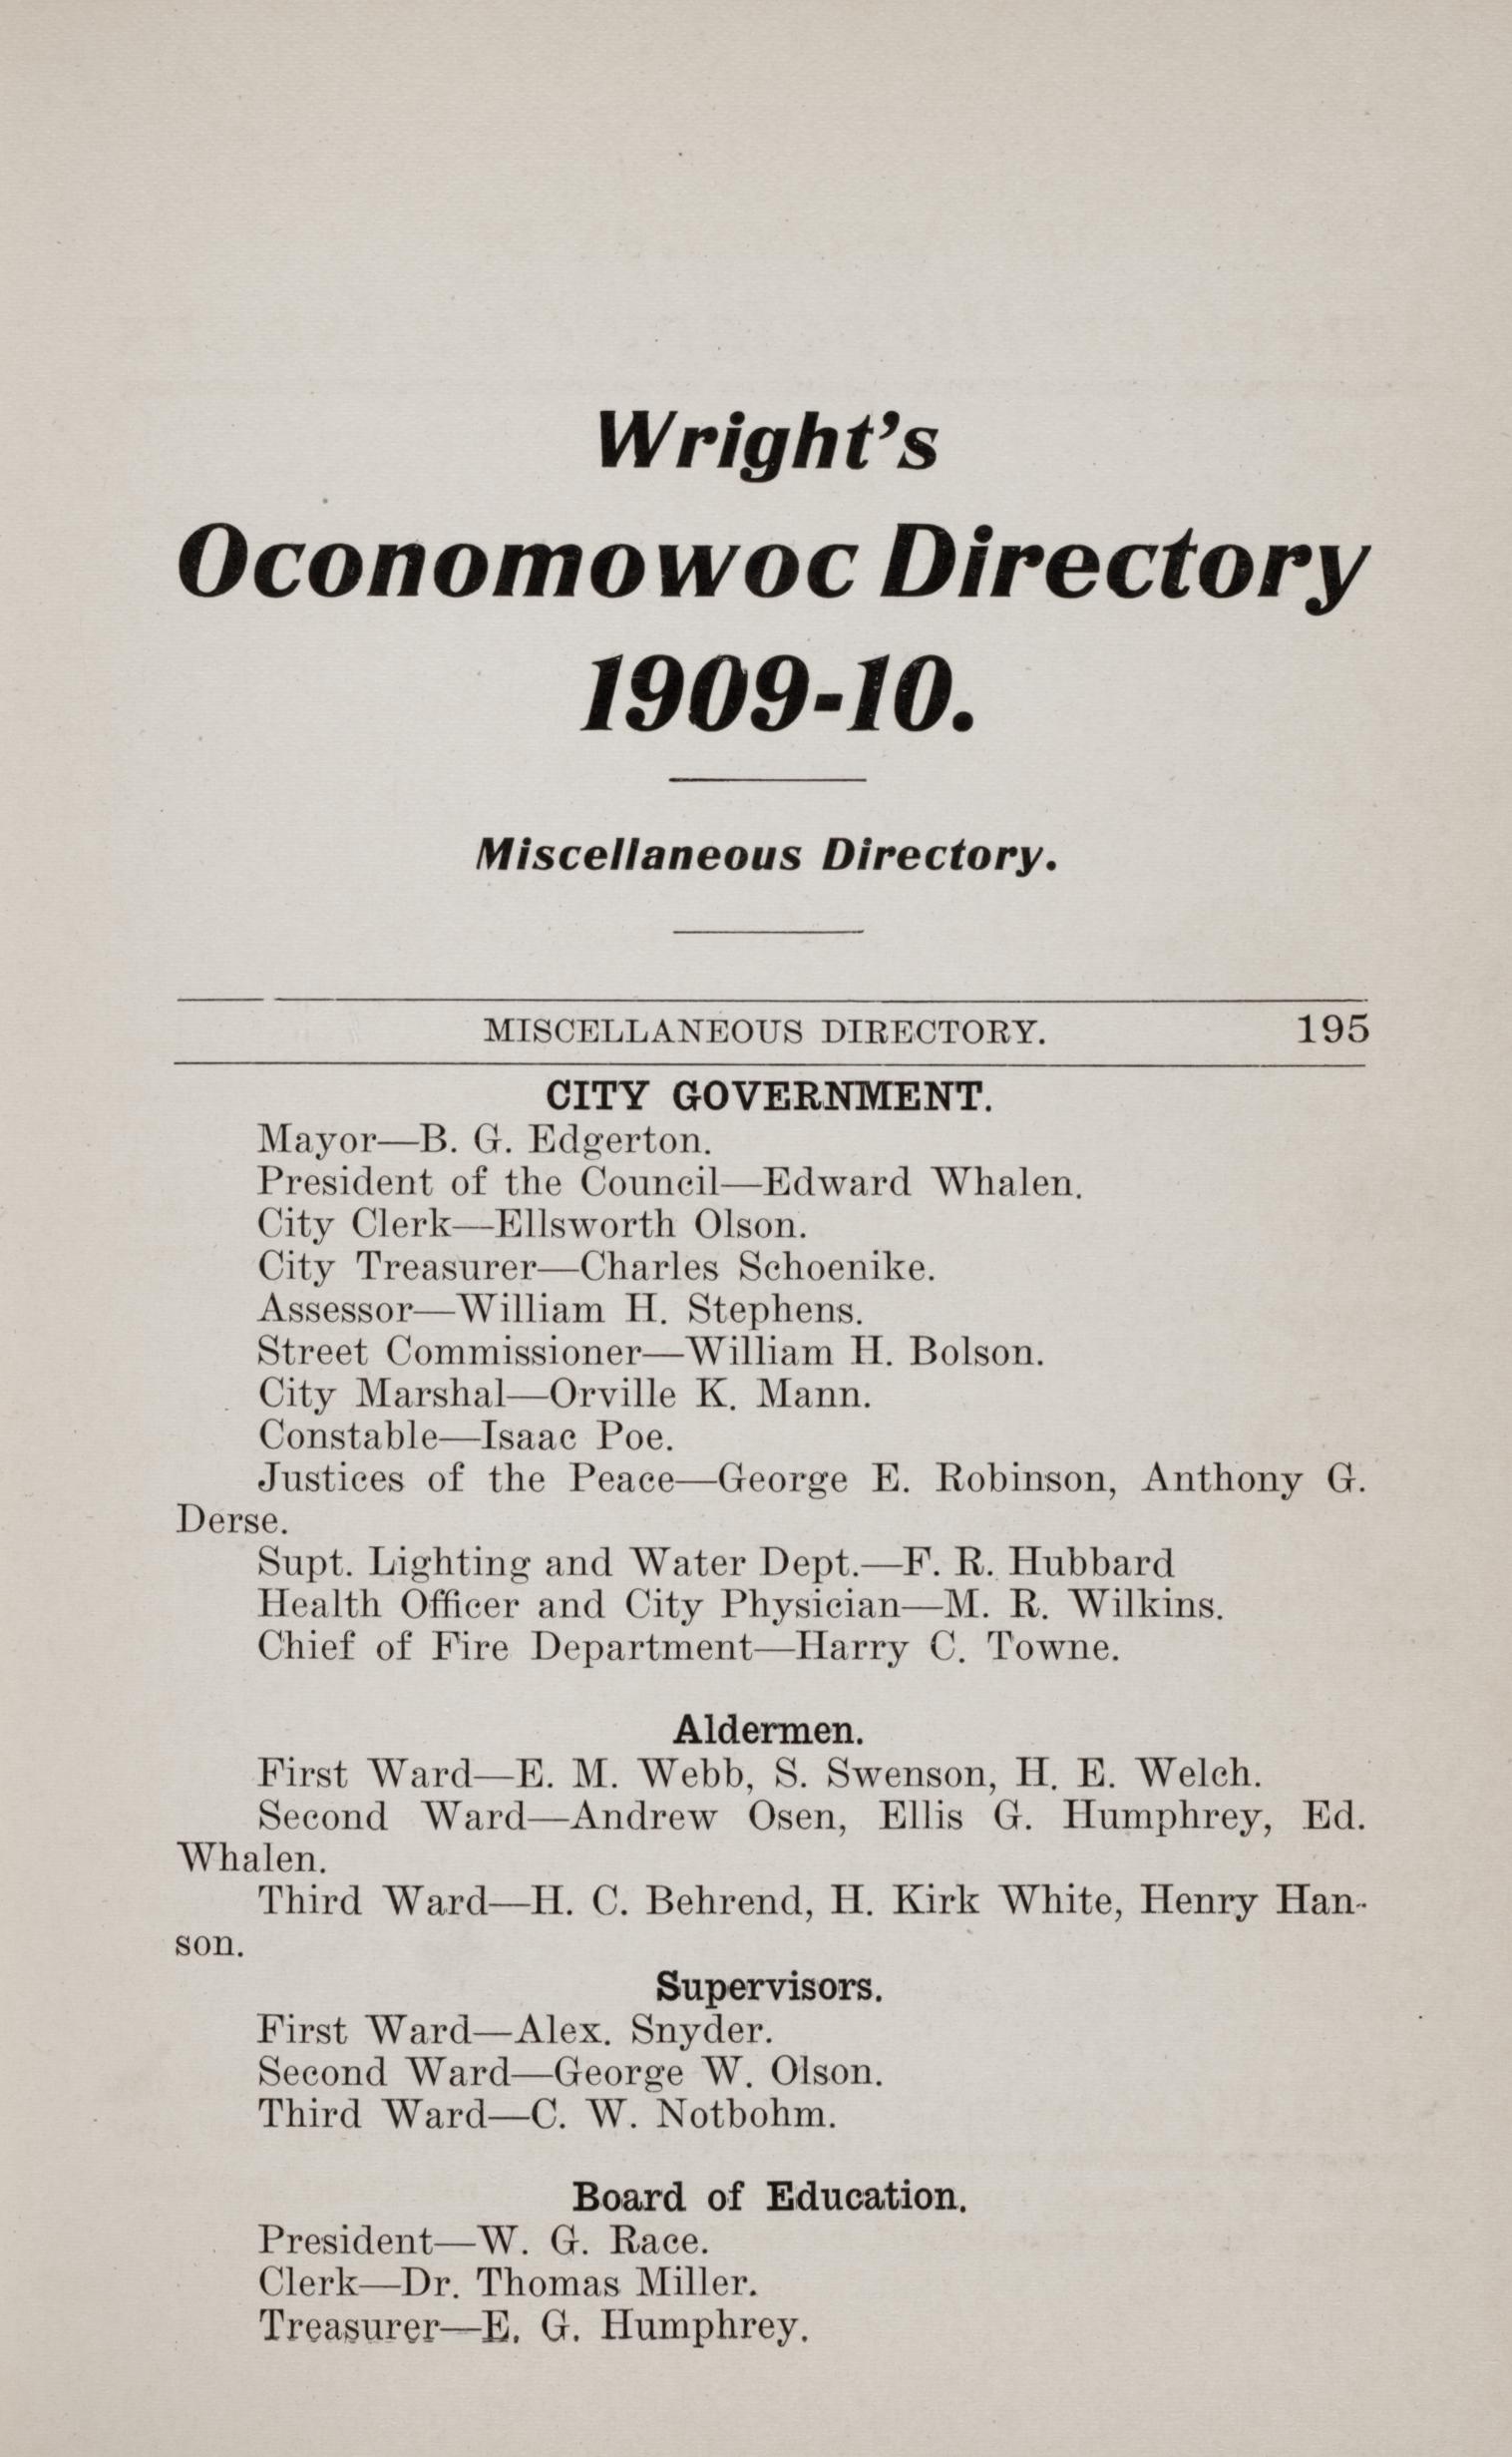 Wright's
Oconomowoc Directory
1909-10.
Miscellaneous Directory.
MISCELLANEOUS DIRECTORY. 195
CITY GOVERNMENT.
Mayor—B. G. Edgerton.
President of the Council—Edward Whalen.
City Clerk—Ellsworth Olson.
City Treasurer—Charles Schoenike.
Assessor—William H. Stephens.
Street Commissioner—William H. Bolson.
City Marshal—Orville K. Mann.
Constable—Isaac Poe.
Justices of the Peace—George E. Robinson, Anthony G.
Derse.
Supt. Lighting and Water Dept.—F. R. Hubbard
Health Officer and City Physician—M. R. Wilkins.
Chief of Fire Department—Harry C. Towne.
Aldermen.
First Ward—E. M. Webb, S. Swenson, H. E. Welch.
Second Ward—Andrew Osen, Ellis G. Humphrey, Ed.
Whalen.
Third Ward—H. C. Behrend, H. Kirk White, Henry Han-
son.
Supervisors.
First Ward—Alex. Snyder.
Second Ward—George W. Olson.
Third Ward—C. W. Notbohm.
Board of Education.
President—W. G. Race.
Clerk—Dr. Thomas Miller.
Treasurer—E. G. Humphrey.